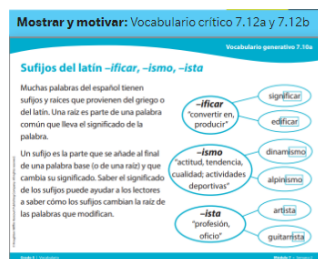 Mostrar y motivar: Vocabulario crítico 7.12a y 7.12b
Vocabulario generativo 7.10a
Sufijos del latín –ificar, –ismo, –ista
Muchas palabras del español tienen
sufijos y raíces que provienen del griego o
del latín. Una raíz es parte de una palabra
común que lleva el significado de la
palabra.
Un sufijo es la parte que se añade al final
de una palabra base (o de una raíz) y que
cambia su significado. Saber el significado
de los sufijos puede ayudar a los lectores
a saber cómo los sufijos cambian la raíz de
las palabras que modifican.
–ificar
"convertir en,
producir"
significar
edificar
–ismo
"actitud, tendencia,
cualidad; actividades
deportivas"
dinamismo
alpinismo
–ista
"profesión,
oficio"
artista
guitarrista